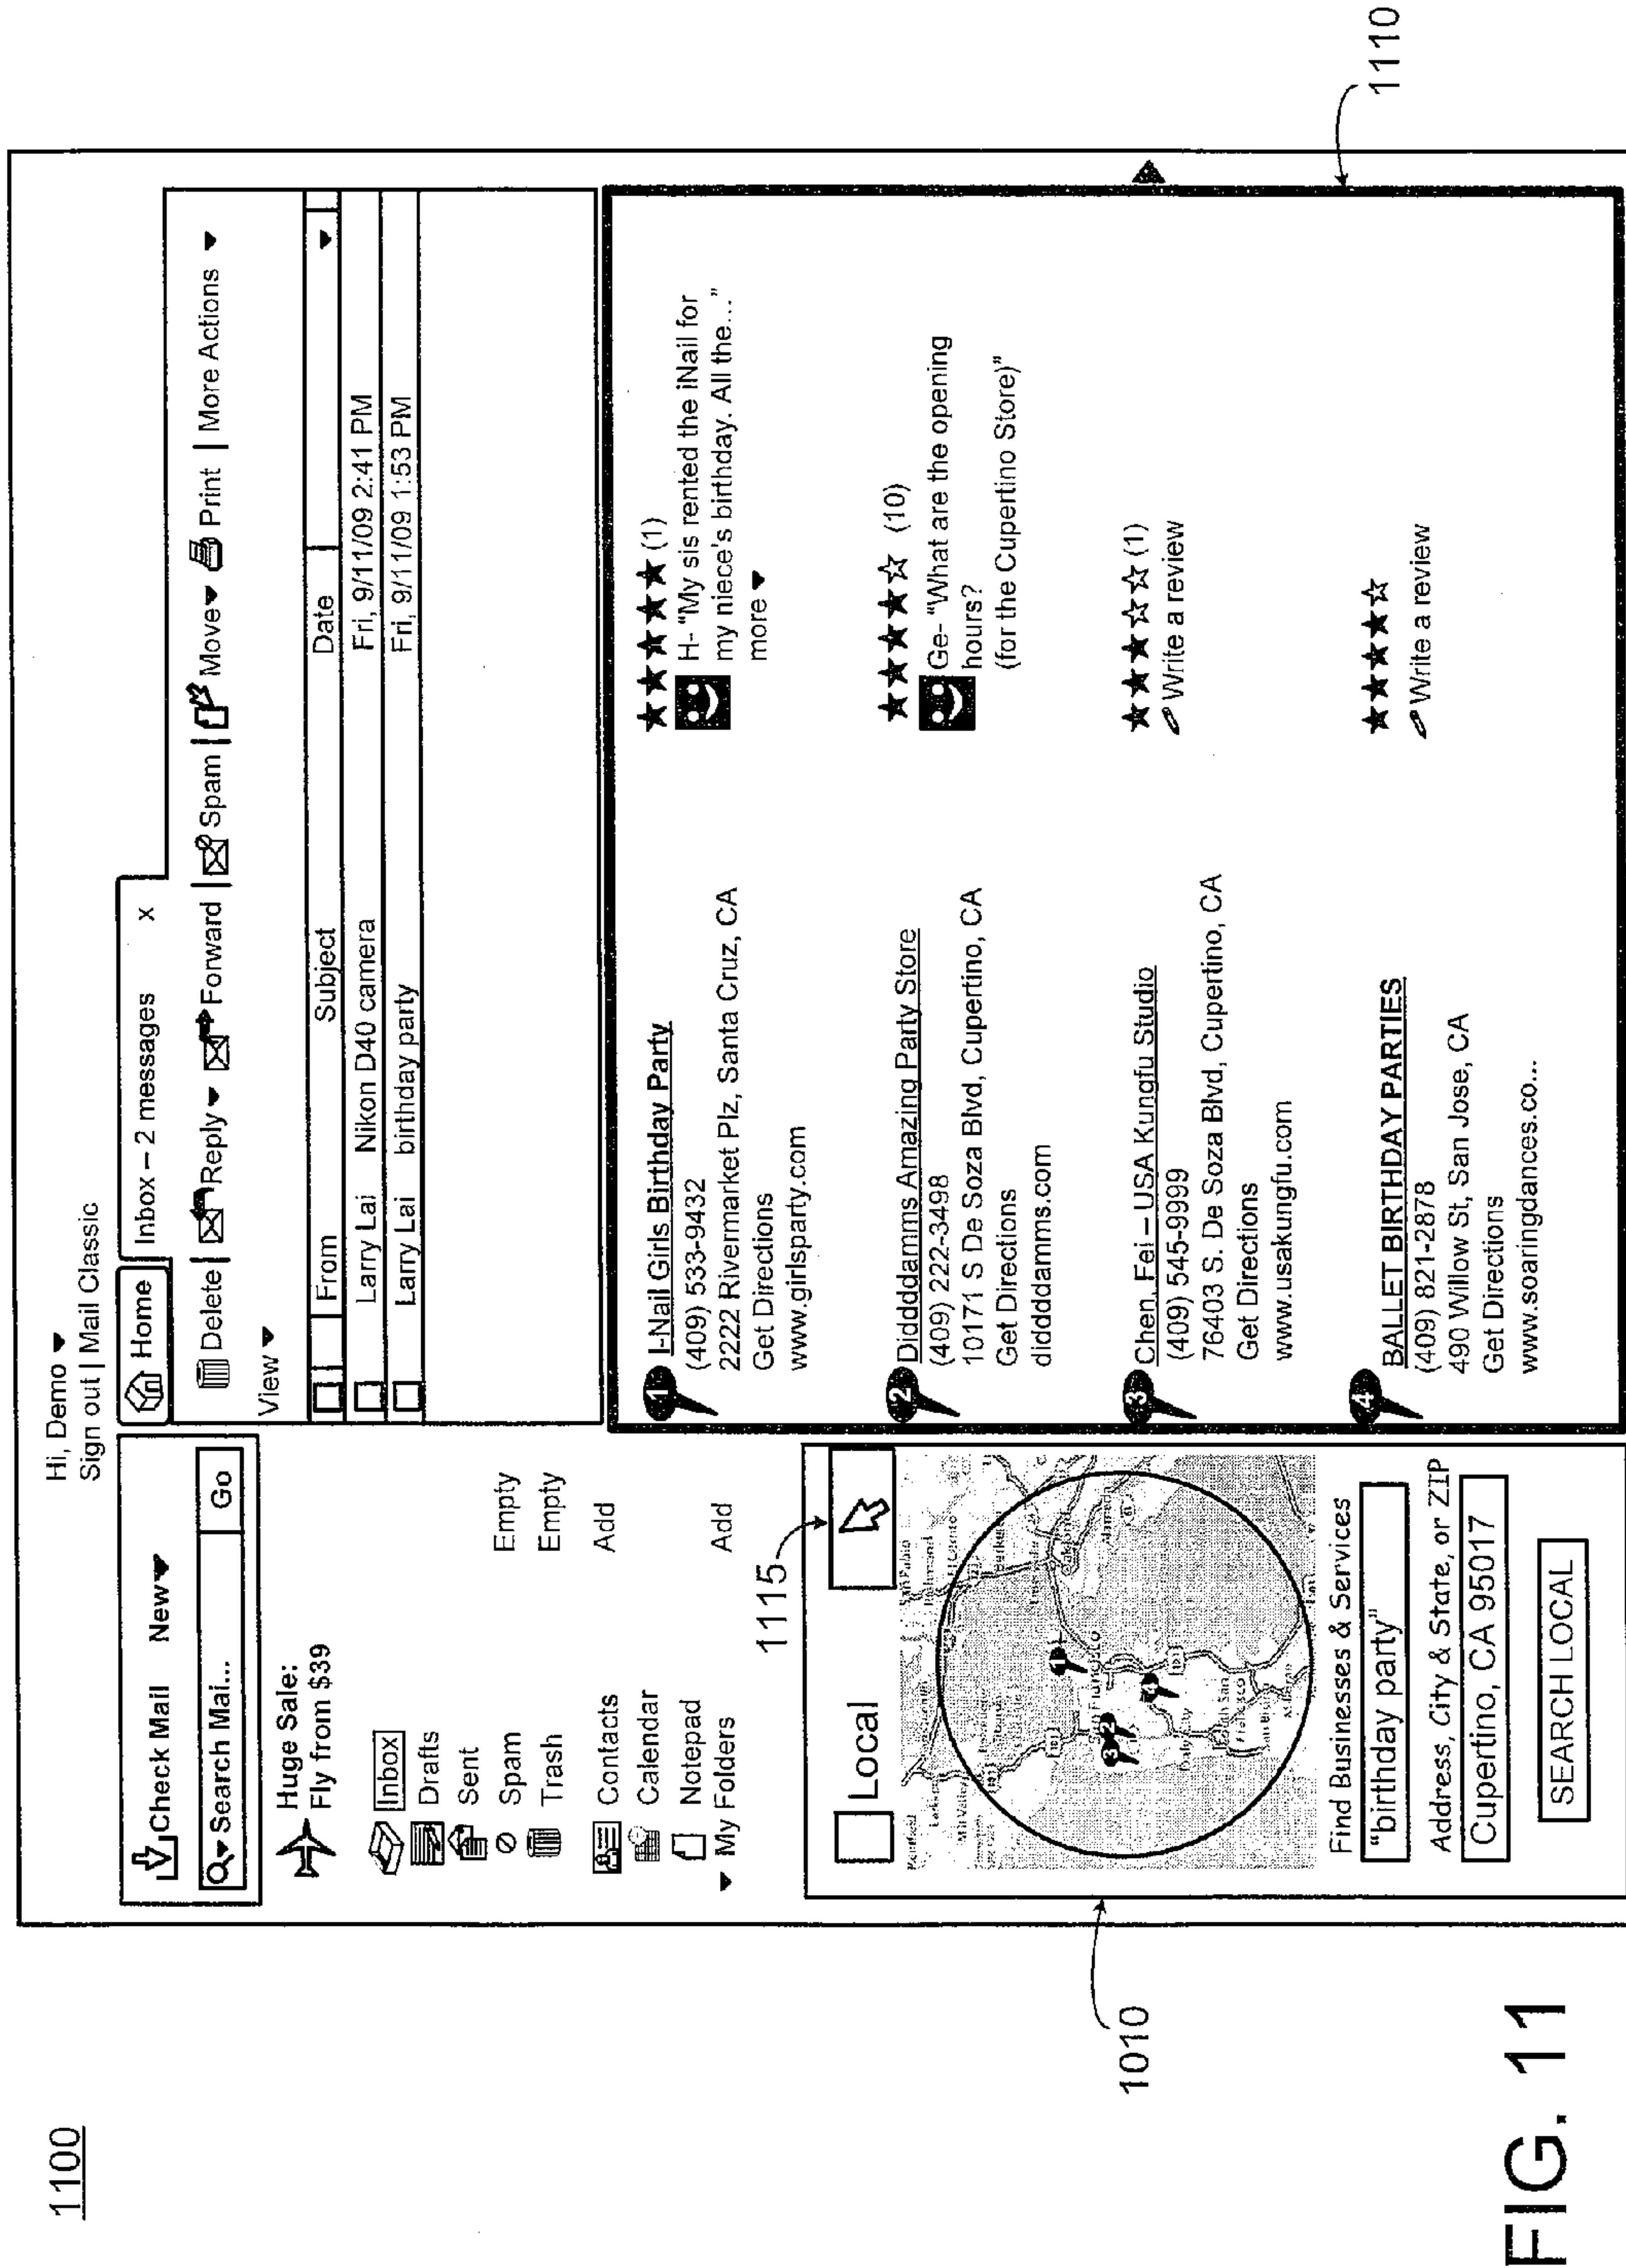 1100
Hi, Demo
Sign out | Mail Classic
Check Mail New
Search Mai... Go
Huge Sale:
Fly from $39
Inbox
Drafts
Sent
Spam Empty
Trash Empty
Contacts Add
Calendar
Notepad
My Folders Add
Home Inbox – 2 messages x
Delete | Reply Forward | Spam | Move Print | More Actions
View
From Subject Date
Larry Lai Nikon D40 camera Fri, 9/11/09 2:41 PM
Larry Lai birthday party Fri, 9/11/09 1:53 PM
1115
Local
San Francisco
Daly City
1
2
3
4
Find Businesses & Services
"birthday party"
Address, City & State, or ZIP
Cupertino, CA 95017
SEARCH LOCAL
1010
1 I-Nail Girls Birthday Party
(409) 533-9432
2222 Rivermarket Plz, Santa Cruz, CA
Get Directions
www.girlsparty.com
(1)
H- "My sis rented the iNail for
my niece's birthday. All the..."
more
2 Diddddamms Amazing Party Store
(409) 222-3498
10171 S De Soza Blvd, Cupertino, CA
Get Directions
didddddamms.com
(10)
Ge- "What are the opening
hours?
(for the Cupertino Store)"
3 Chen, Fei – USA Kungfu Studio
(409) 545-9999
76403 S. De Soza Blvd, Cupertino, CA
Get Directions
www.usakungfu.com
(1)
Write a review
4 BALLET BIRTHDAY PARTIES
(409) 821-2878
490 Willow St, San Jose, CA
Get Directions
www.soaringdances.co...
Write a review
1110
FIG. 11